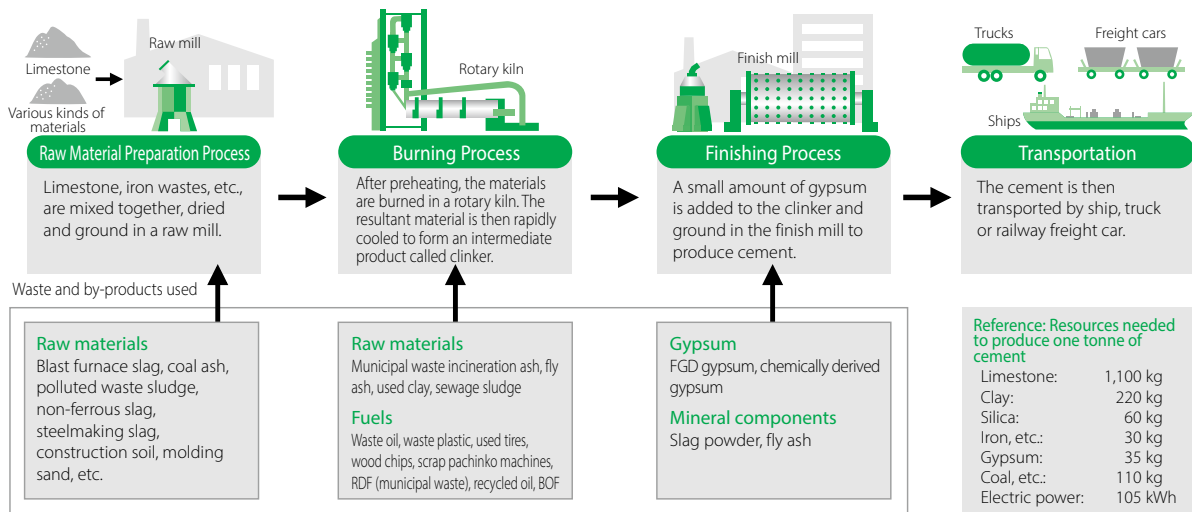 Limestone
Various kinds of
materials
Raw mill
Raw Material Preparation Process
Limestone, iron wastes, etc.,
are mixed together, dried
and ground in a raw mill.
Rotary kiln
Burning Process
After preheating, the materials
are burned in a rotary kiln. The
resultant material is then rapidly
cooled to form an intermediate
product called clinker.
Finish mill
Finishing Process
A small amount of gypsum
is added to the clinker and
ground in the finish mill to
produce cement.
Trucks
Freight cars
Ships
Transportation
The cement is then
transported by ship, truck
or railway freight car.
Waste and by-products used
Raw materials
Blast furnace slag, coal ash,
polluted waste sludge,
non-ferrous slag,
steelmaking slag,
construction soil, molding
sand, etc.
Raw materials
Municipal waste incineration ash, fly
ash, used clay, sewage sludge
Fuels
Waste oil, waste plastic, used tires,
wood chips, scrap pachinko machines,
RDF (municipal waste), recycled oil, BOF
Gypsum
FGD gypsum, chemically derived
gypsum
Mineral components
Slag powder, fly ash
Reference: Resources needed
to produce one tonne of
cement
Limestone: 1,100 kg
Clay: 220 kg
Silica: 60 kg
Iron, etc.: 30 kg
Gypsum: 35 kg
Coal, etc.: 110 kg
Electric power: 105 kWh